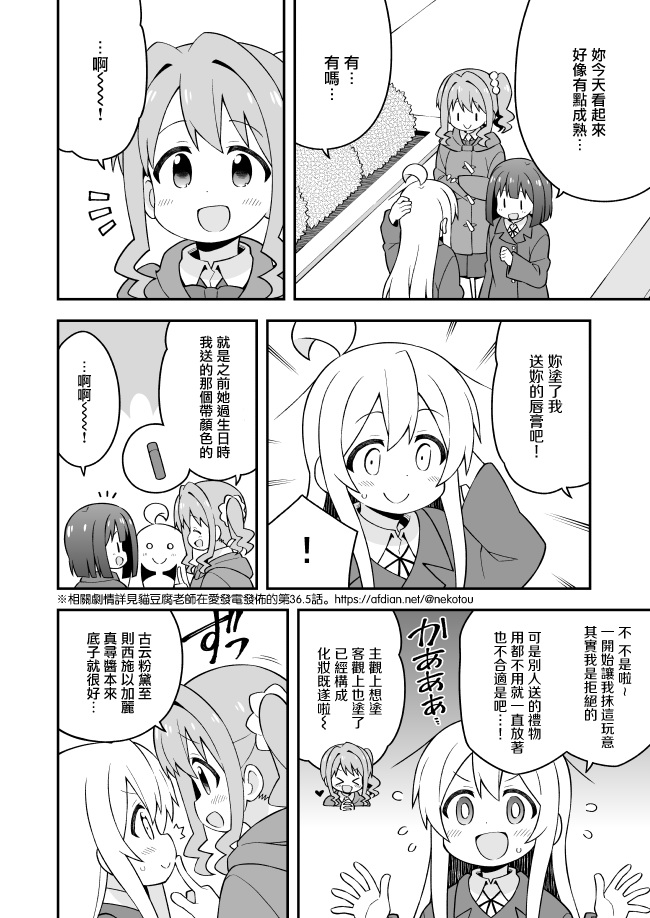 妳今天看起來
好像有點成熟…
有…
有嗎…
…啊~~~!
妳塗了我
送妳的唇膏吧!
!
就是之前她過生日時
我送的那個帶顏色的
…啊啊~~~!
※相關劇情詳見貓豆腐老師在愛發電發佈的第36.5話。https://afdian.net/@nekotou
不 不是啦~
一開始讓我抹這玩意
其實我是拒絕的
可是別人送的禮物
用都不用就一直放著
也不合適是吧…!
かあああぁ…
主觀上想塗
客觀上也塗了
已經構成
化妝既遂啦~
ずっ
古云粉黛至
則西施以加麗
真尋醬本來
底子就很好…